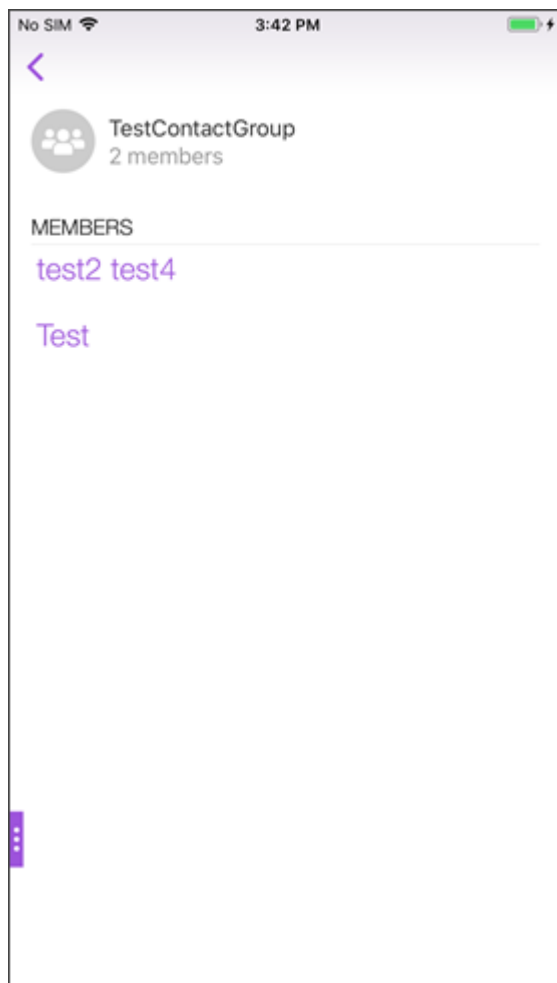 No SIM 3:42 PM
TestContactGroup
2 members
MEMBERS
test2 test4
Test